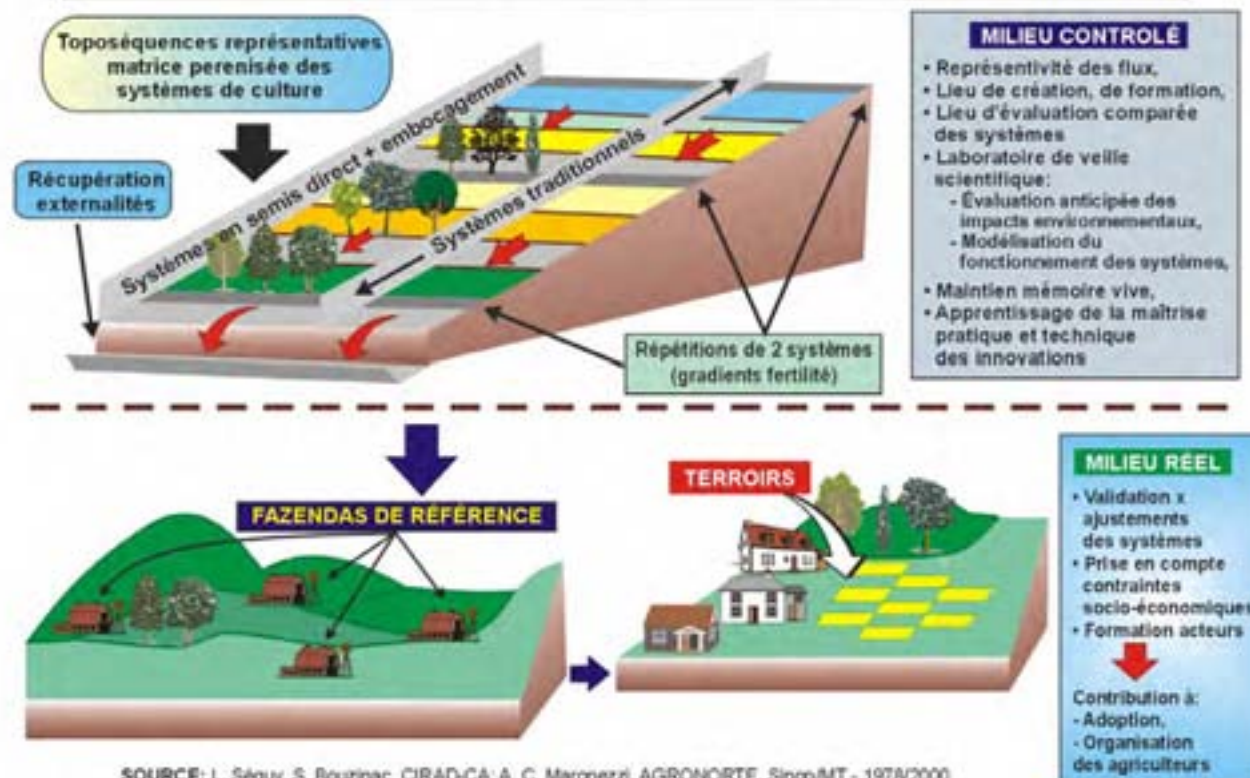 Toposéquences représentatives
matrice perenisée des
systèmes de culture
Récupération
externalités
Systèmes en semis direct + embocagement
Systèmes traditionnels
Répétitions de 2 systèmes
(gradients fertilité)
MILIEU CONTROLÉ
• Représentivité des flux,
• Lieu de création, de formation,
• Lieu d'évaluation comparée
des systèmes
• Laboratoire de veille
scientifique:
- Évaluation anticipée des
impacts environnementaux,
- Modélisation du
fonctionnement des systèmes,
• Maintien mémoire vive,
• Apprentissage de la maîtrise
pratique et technique
des innovations
FAZENDAS DE RÉFÉRENCE
TERROIRS
MILIEU RÉEL
• Validation x
ajustements
des systèmes
• Prise en compte
contraintes
socio-économiques
• Formation acteurs
Contribution à:
- Adoption,
- Organisation
des agriculteurs
SOURCE: L. Séguy, S. Bouzinac, CIRAD-CA; A. C. Maronezzi, AGRONORTE, Sinop/MT - 1978/2000